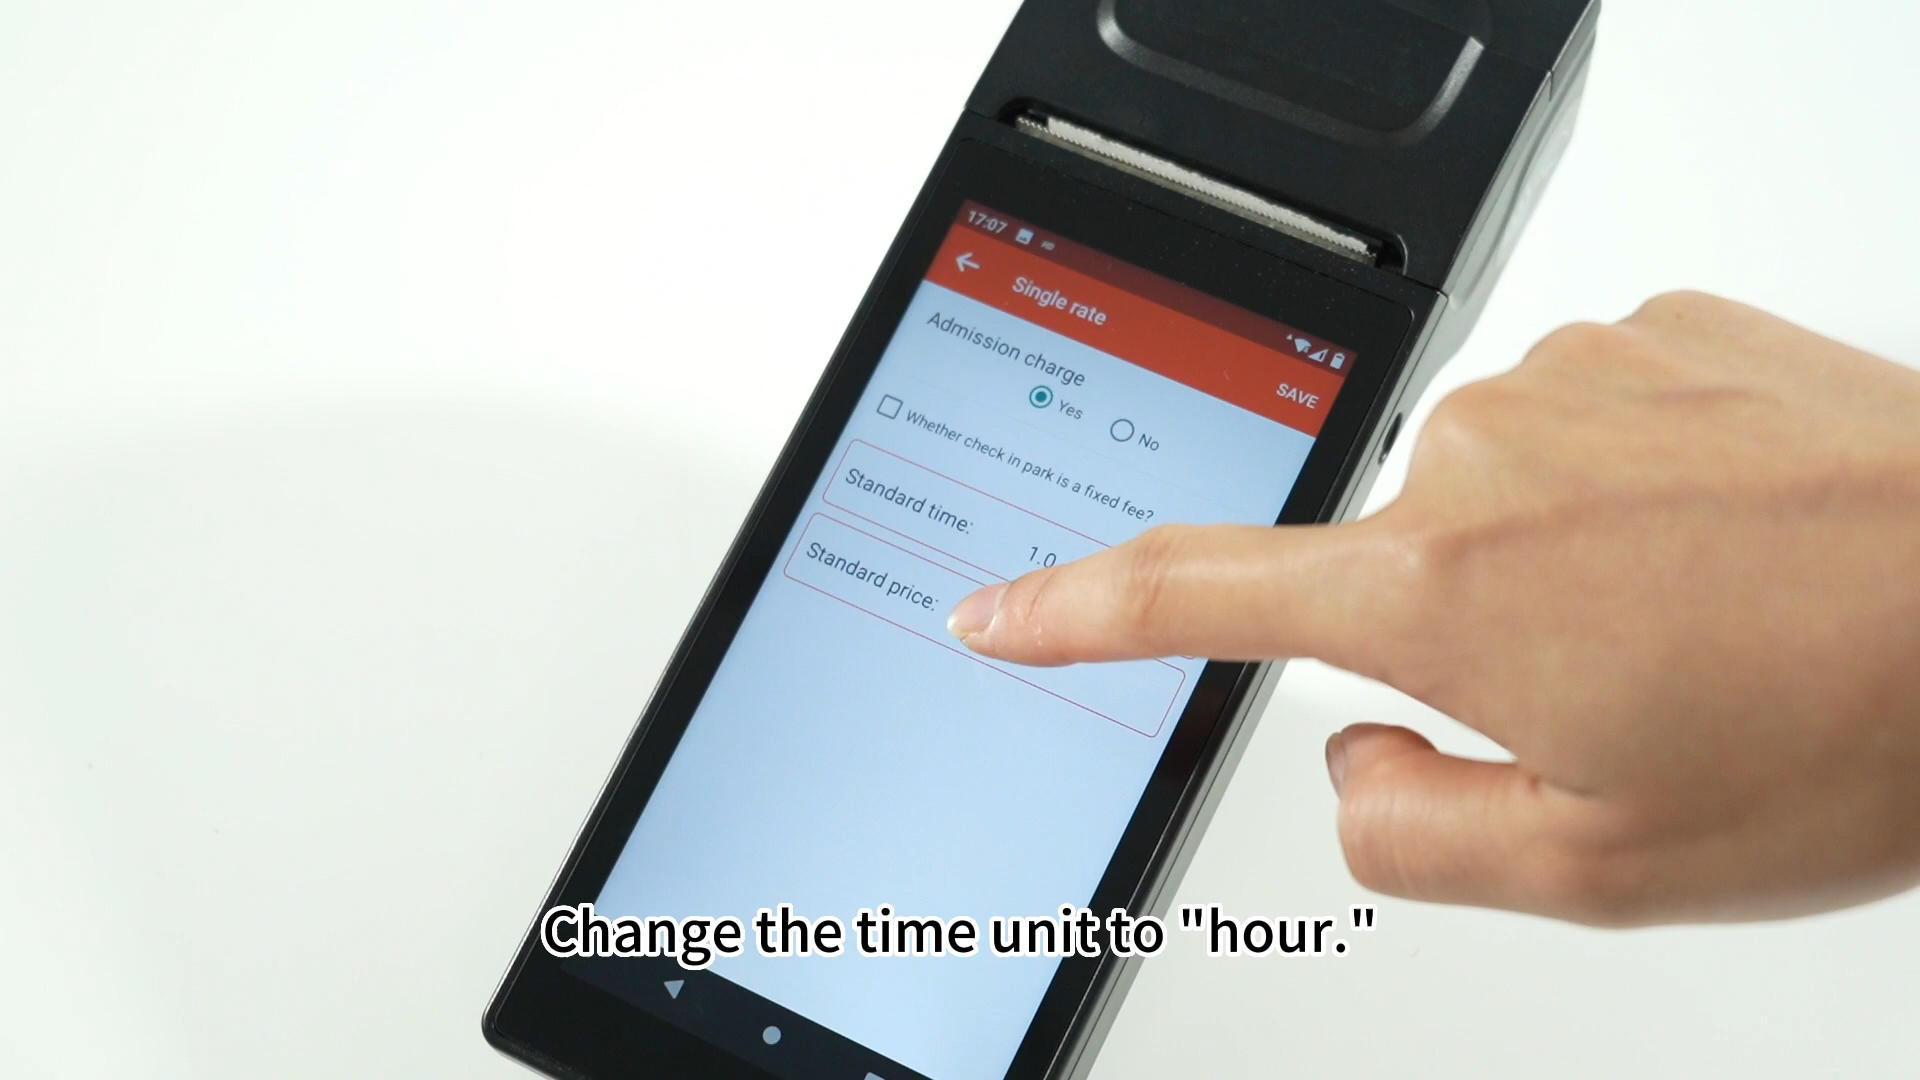 17:07
Single rate
SAVE
Admission charge
Yes
No
Whether check in park is a fixed fee?
Standard time:
1.0
Standard price:
Change the time unit to "hour."